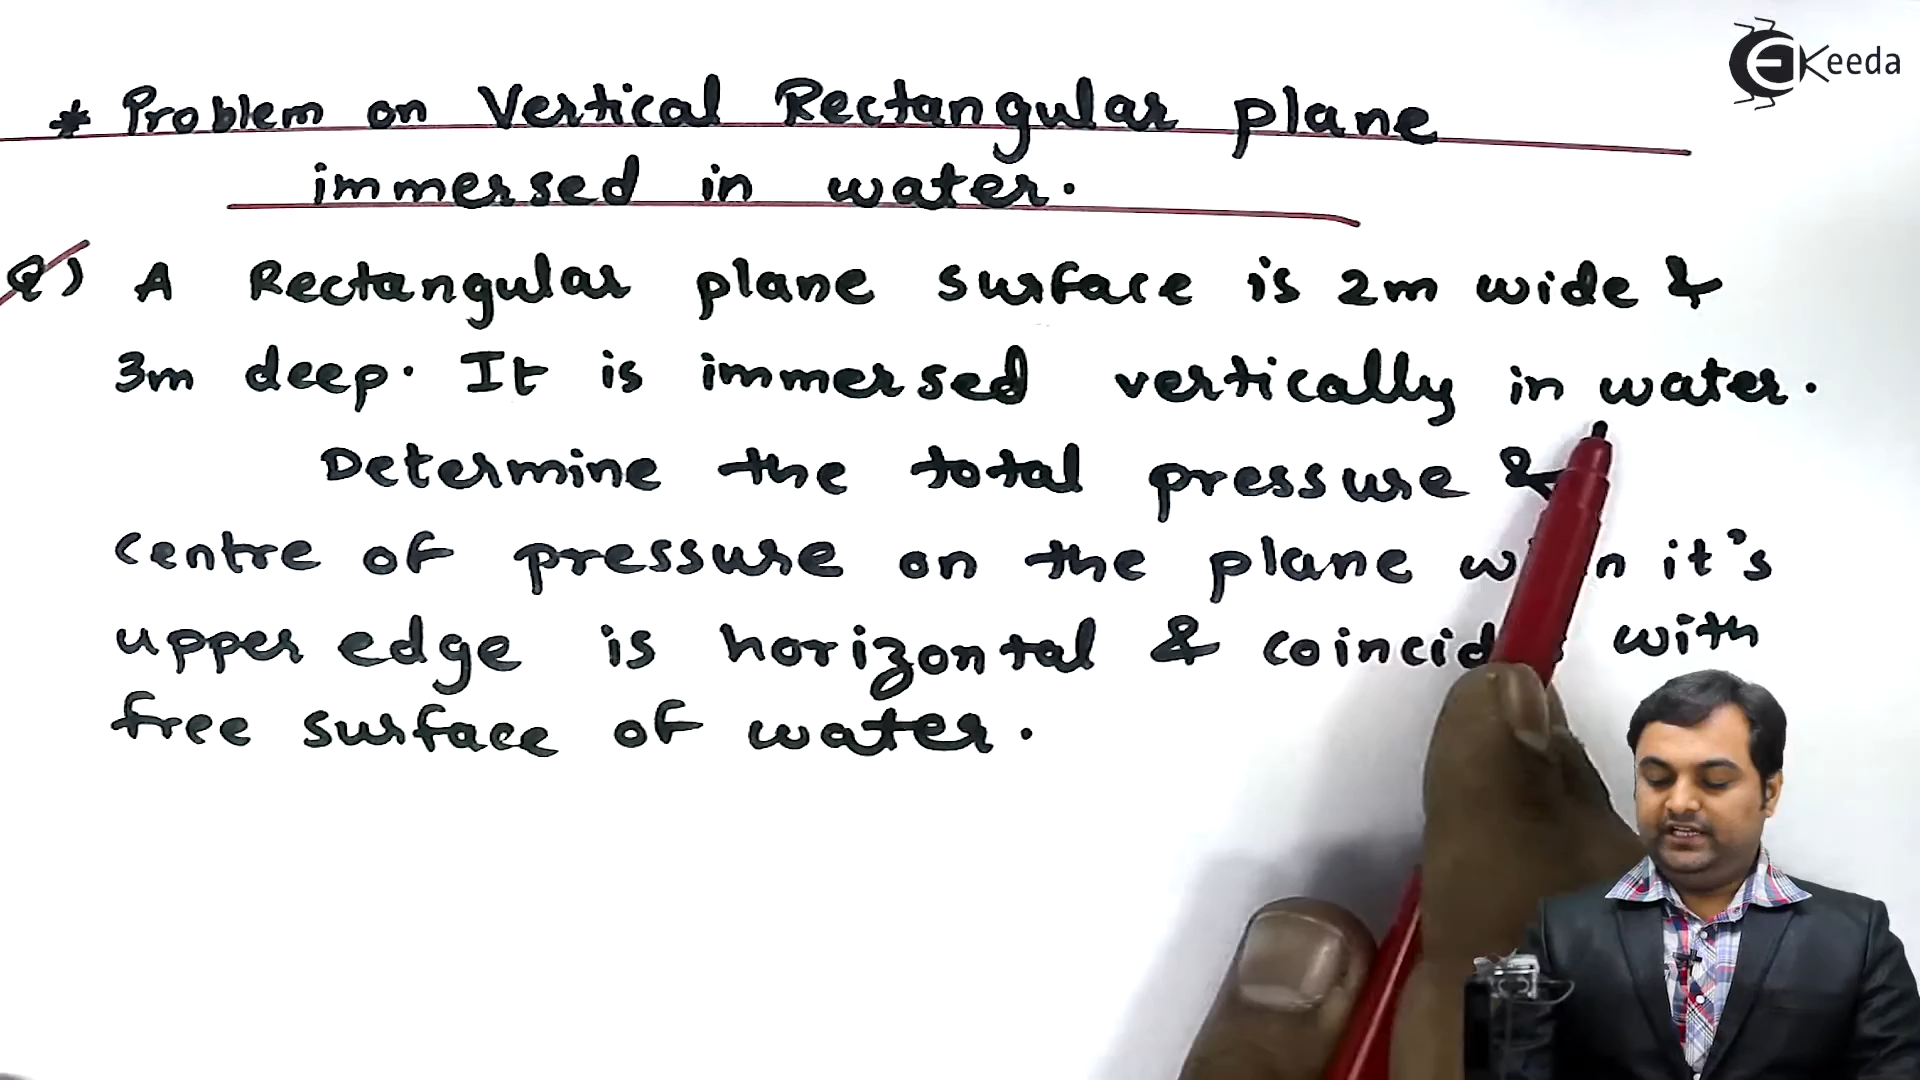 Keeda
* Problem on Vertical Rectangular plane
immersed in water.
Q) A Rectangular plane surface is 2m wide &
3m deep. It is immersed vertically in water.
Determine the total pressure &
centre of pressure on the plane it's
upper edge is horizontal & with
free surface of water.